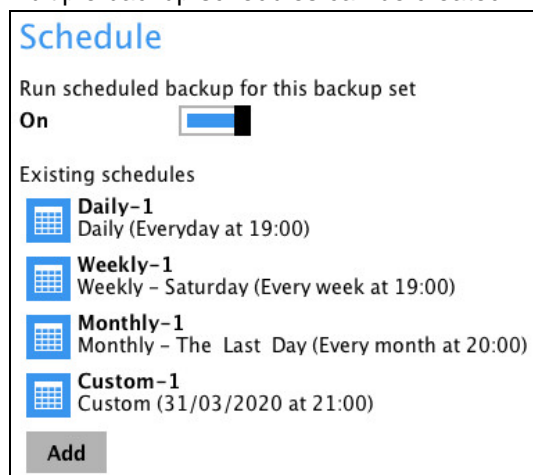 Schedule
Run scheduled backup for this backup set
On
Existing schedules
Daily-1
Daily (Everyday at 19:00)
Weekly-1
Weekly - Saturday (Every week at 19:00)
Monthly-1
Monthly - The Last Day (Every month at 20:00)
Custom-1
Custom (31/03/2020 at 21:00)
Add